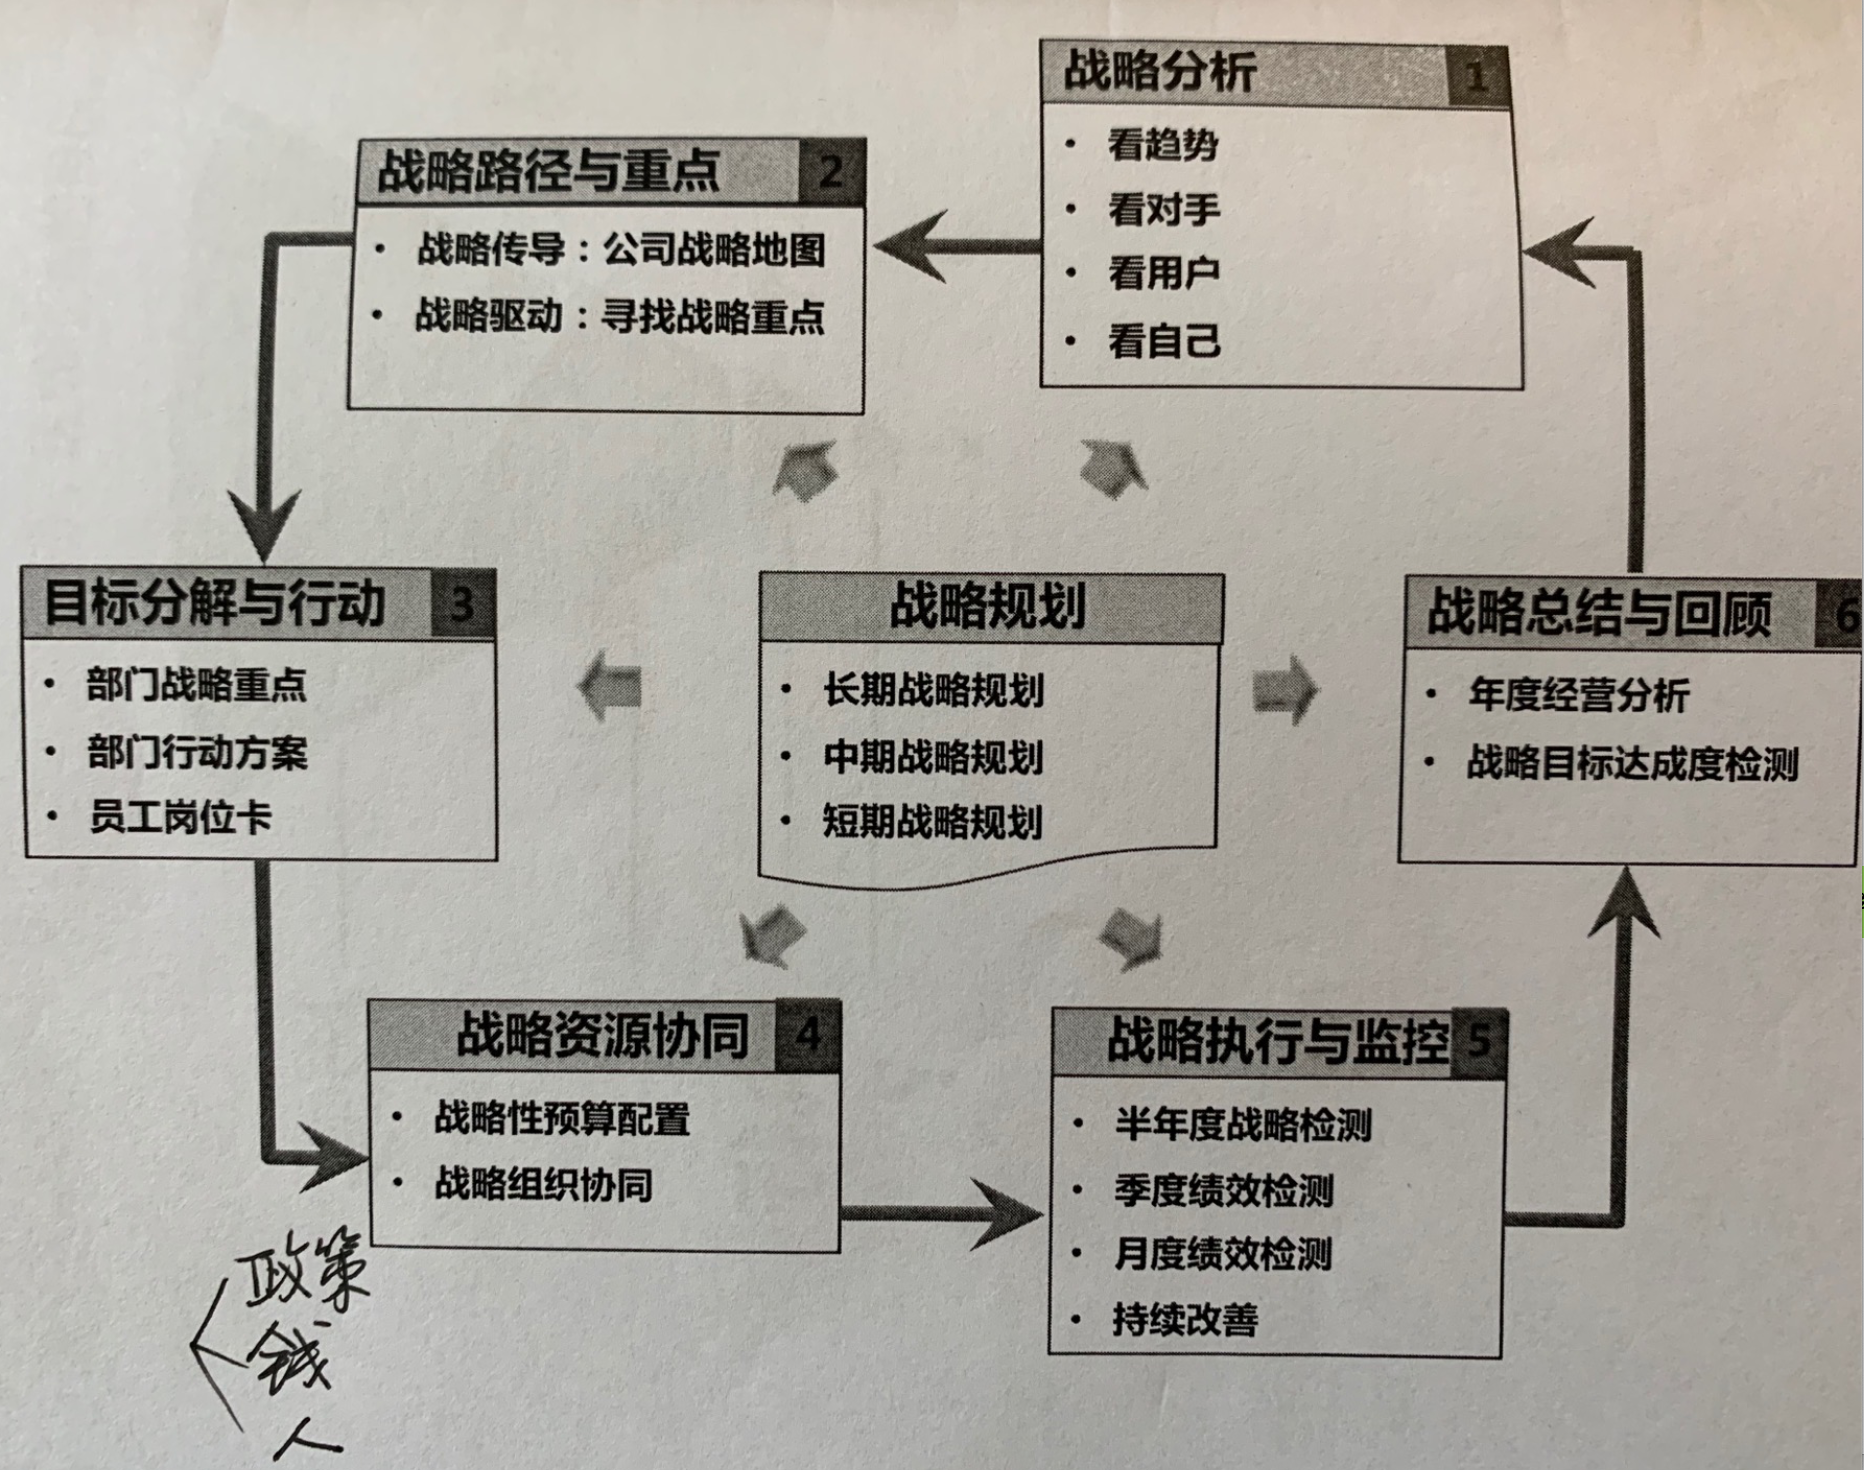 战略分析 1
• 看趋势
• 看对手
• 看用户
• 看自己
战略路径与重点 2
• 战略传导：公司战略地图
• 战略驱动：寻找战略重点
目标分解与行动 3
• 部门战略重点
• 部门行动方案
• 员工岗位卡
战略规划
• 长期战略规划
• 中期战略规划
• 短期战略规划
战略总结与回顾 6
• 年度经营分析
• 战略目标达成度检测
战略资源协同 4
• 战略性预算配置
• 战略组织协同
战略执行与监控 5
• 半年度战略检测
• 季度绩效检测
• 月度绩效检测
• 持续改善
政策
钱
人